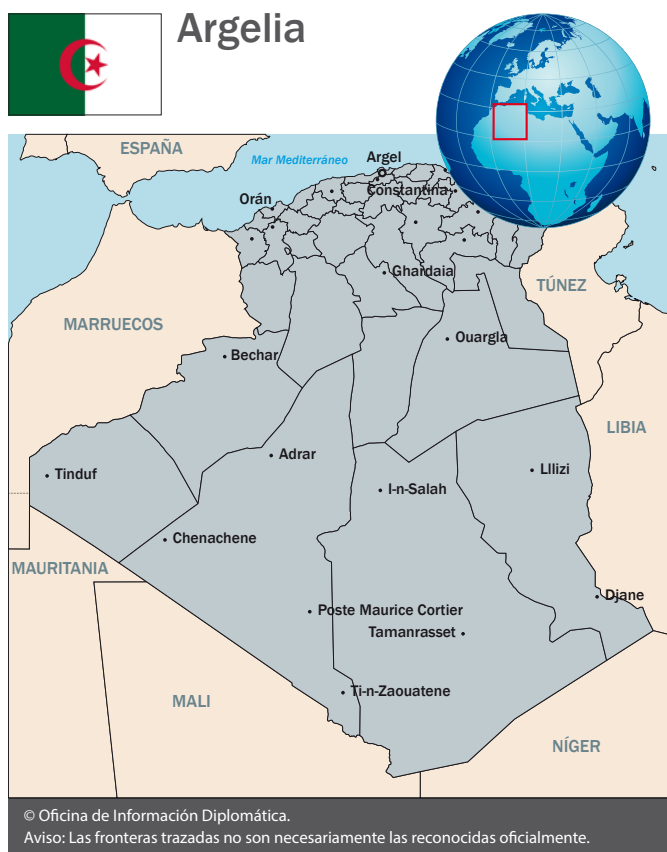 Argelia
ESPAÑA
Mar Mediterráneo
Argel
Constantina
Orán
Ghardaia
TÚNEZ
MARRUECOS
Ouargla
Bechar
LIBIA
Adrar
Lllizi
Tinduf
I-n-Salah
Chenachene
MAURITANIA
Djane
Poste Maurice Cortier
Tamanrasset
Ti-n-Zaouatene
MALI
NÍGER
© Oficina de Información Diplomática.
Aviso: Las fronteras trazadas no son necesariamente las reconocidas oficialmente.